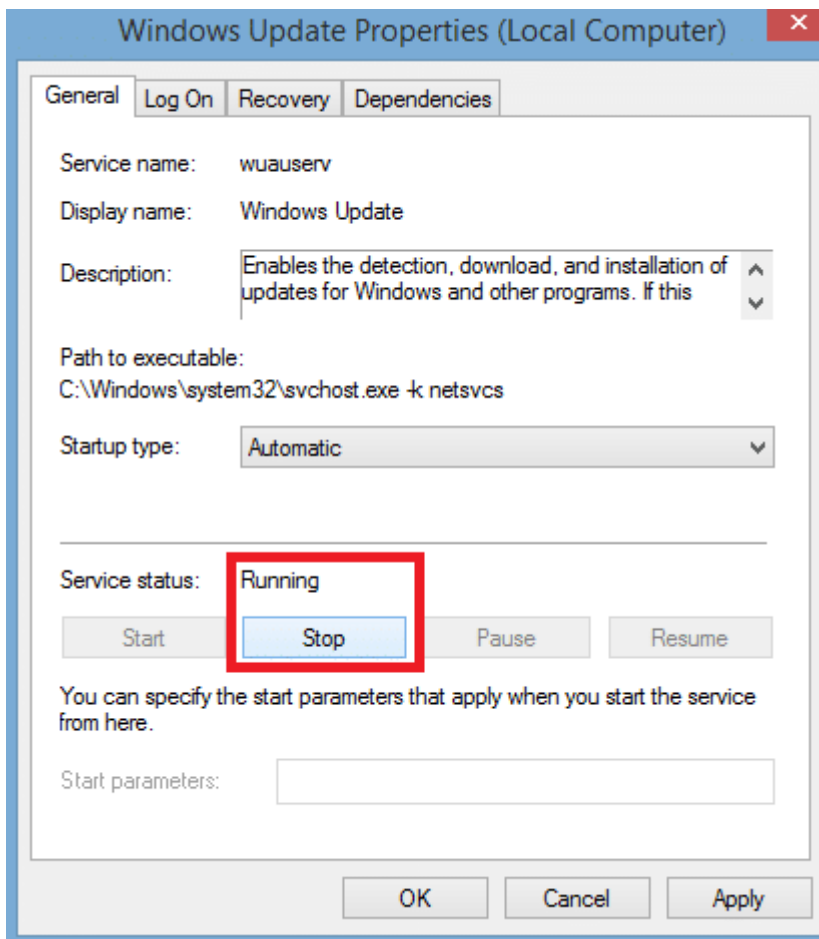 Windows Update Properties (Local Computer)
General Log On Recovery Dependencies
Service name: wuauserv
Display name: Windows Update
Description: Enables the detection, download, and installation of
updates for Windows and other programs. If this
Path to executable:
C:\Windows\system32\svchost.exe -k netsvcs
Startup type: Automatic
Service status: Running
Start Stop Pause Resume
You can specify the start parameters that apply when you start the service
from here.
Start parameters:
OK Cancel Apply